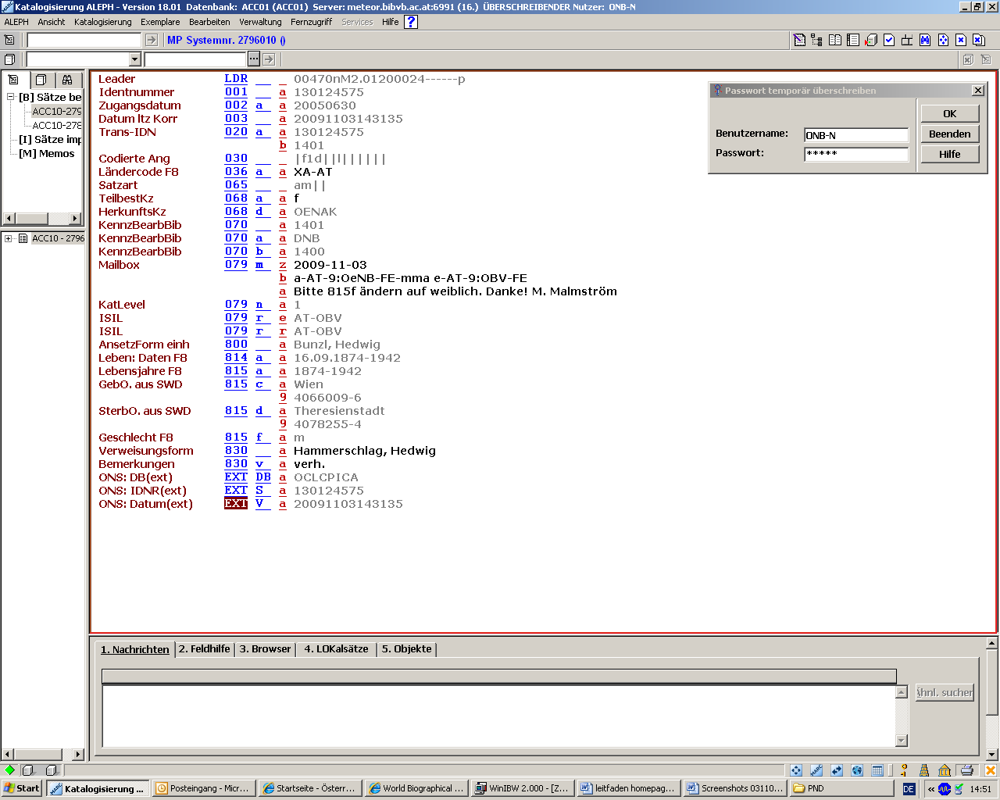 Katalogisierung ALEPH - Version 18.01 Datenbank: ACC01 (ACC01) Server: meteor.bibvb.ac.at:6991 (16.) ÜBERSCHREIBENDER Nutzer: ONB-N
ALEPH Ansicht Katalogisierung Exemplare Bearbeiten Verwaltung Fernzugriff Services Hilfe ?
MP Systemnr. 2796010 ()
[B] Sätze be
ACC10-279
ACC10-278
[I] Sätze imp
[M] Memos
ACC10 - 2796
Leader LDR 00470nM2.01200024------p
Identnummer 001 a 130124575
Zugangsdatum 002 a a 20050630
Datum ltz Korr 003 a 20091103143135
Trans-IDN 020 a a 130124575
b 1401
Codierte Ang 030 |f1d||l||||||
Ländercode F8 036 a a XA-AT
Satzart 065 am||
TeilbestKz 068 a a f
HerkunftsKz 068 d a OENAK
KennzBearbBib 070 a 1401
KennzBearbBib 070 a a DNB
KennzBearbBib 070 b a 1400
Mailbox 079 m z 2009-11-03
b a-AT-9:OeNB-FE-mma e-AT-9:OBV-FE
a Bitte 815f ändern auf weiblich. Danke! M. Malmström
KatLevel 079 n a 1
ISIL 079 r e AT-OBV
ISIL 079 r r AT-OBV
AnsetzForm einh 800 a Bunzl, Hedwig
Leben: Daten F8 814 a a 16.09.1874-1942
Lebensjahre F8 815 a a 1874-1942
GebO. aus SWD 815 c a Wien
9 4066009-6
SterbO. aus SWD 815 d a Theresienstadt
9 4078255-4
Geschlecht F8 815 f a m
Verweisungsform 830 a Hammerschlag, Hedwig
Bemerkungen 830 v a verh.
ONS: DB(ext) EXT DB a OCLCPICA
ONS: IDNR(ext) EXT S a 130124575
ONS: Datum(ext) EXT V a 20091103143135
Passwort temporär überschreiben
Benutzername: ONB-N
Passwort: *****
OK
Beenden
Hilfe
1. Nachrichten 2. Feldhilfe 3. Browser 4. LOKalsätze 5. Objekte
hnl. sucher
Start Katalogisierung ... Posteingang - Micr... Startseite - Österr... World Biographical ... WinIBW 2.000 - [Z... leitfaden homepag... Screenshots 03110... PND DE « 14:51